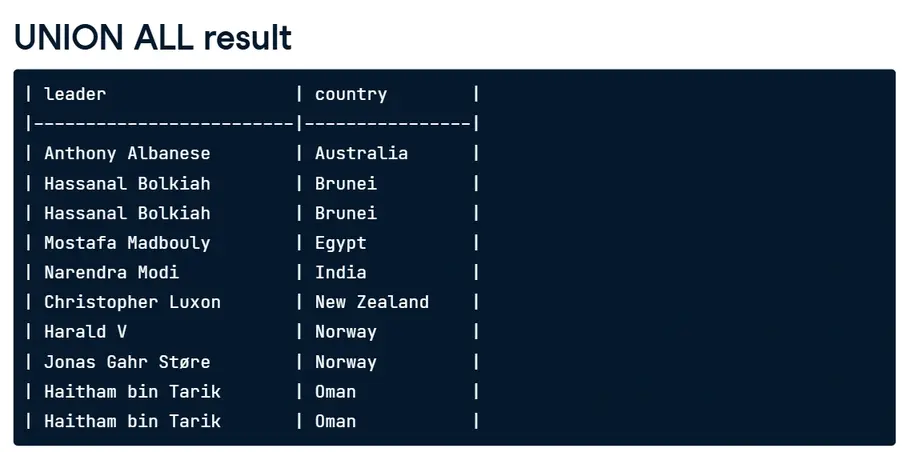 UNION ALL result
| leader                  | country        |
|-------------------------|----------------|
| Anthony Albanese        | Australia      |
| Hassanal Bolkiah        | Brunei         |
| Hassanal Bolkiah        | Brunei         |
| Mostafa Madbouly        | Egypt          |
| Narendra Modi           | India          |
| Christopher Luxon       | New Zealand    |
| Harald V                | Norway         |
| Jonas Gahr Støre        | Norway         |
| Haitham bin Tarik       | Oman           |
| Haitham bin Tarik       | Oman           |